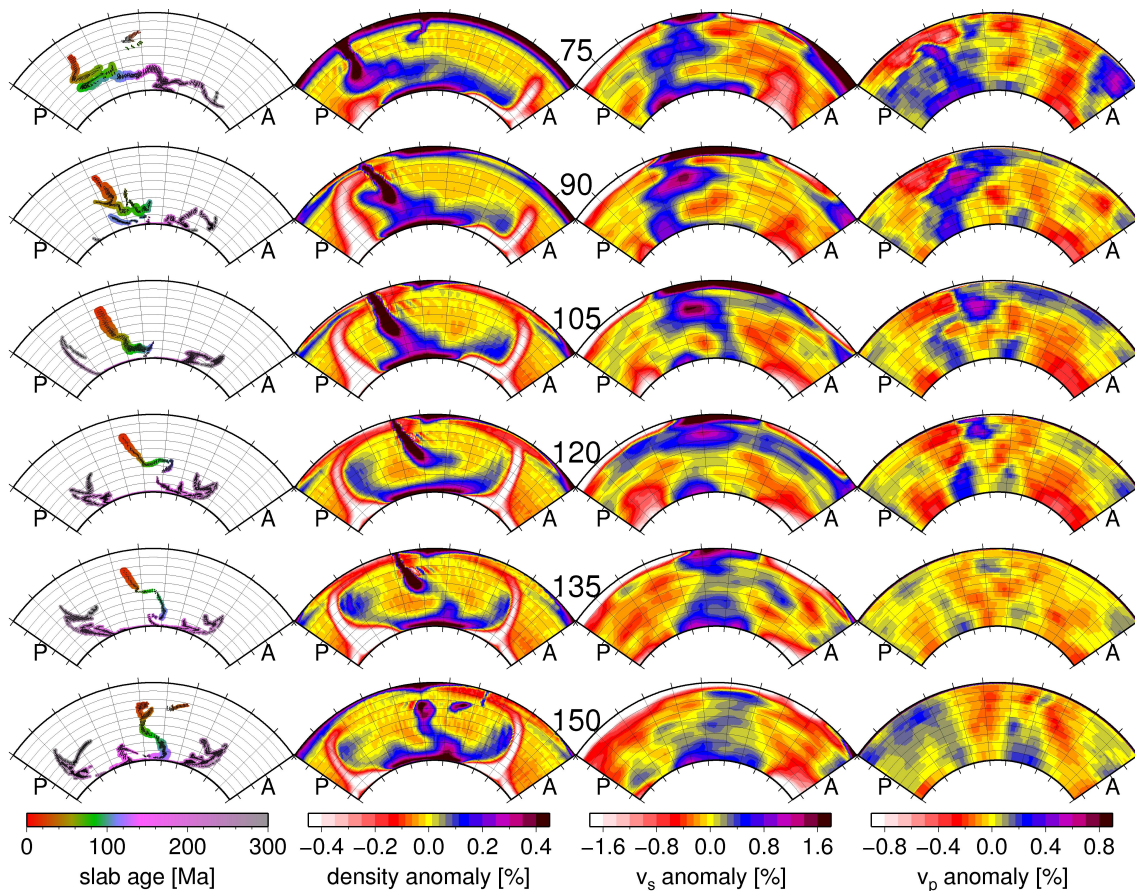 75
P A P A P A P A
90
P A P A P A P A
105
P A P A P A P A
120
P A P A P A P A
135
P A P A P A P A
150
P A P A P A P A
0 100 200 300 −0.4 −0.2 0.0 0.2 0.4 −1.6 −0.8 0.0 0.8 1.6 −0.8 −0.4 0.0 0.4 0.8
slab age [Ma] density anomaly [%] vs anomaly [%] vp anomaly [%]